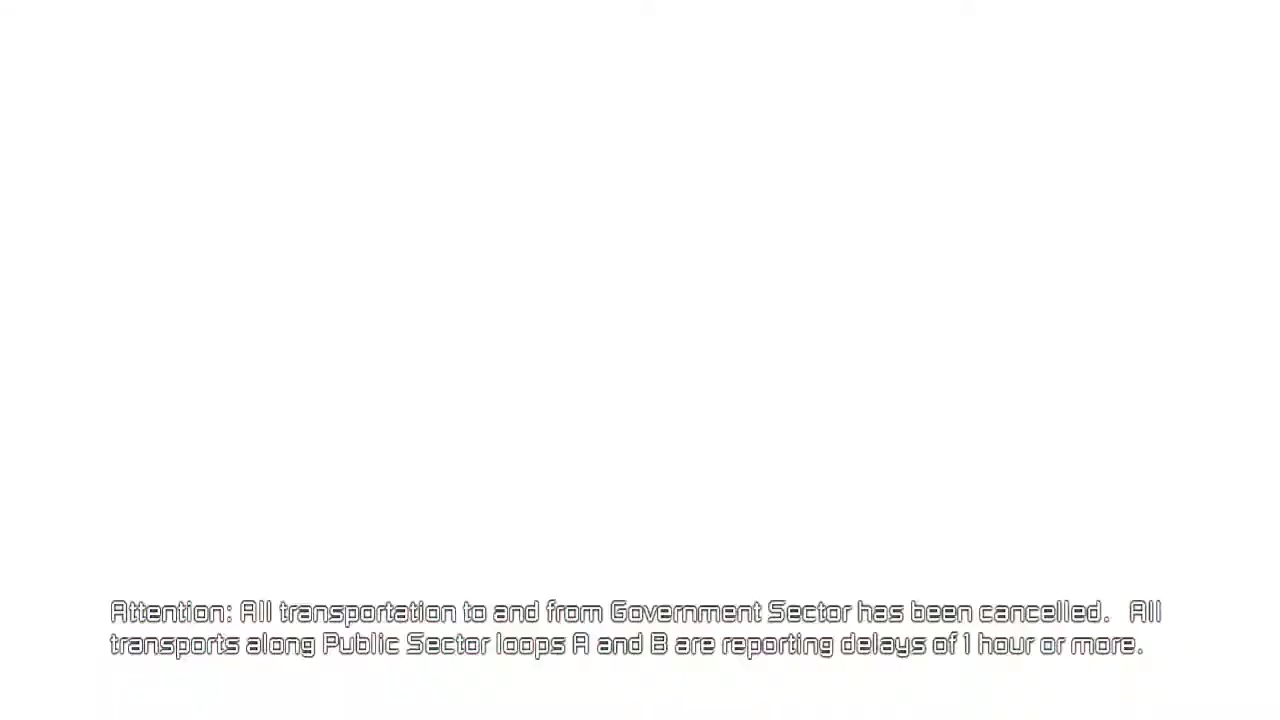 Attention: All transportation to and from Government Sector has been cancelled. All
transports along Public Sector loops A and B are reporting delays of 1 hour or more.